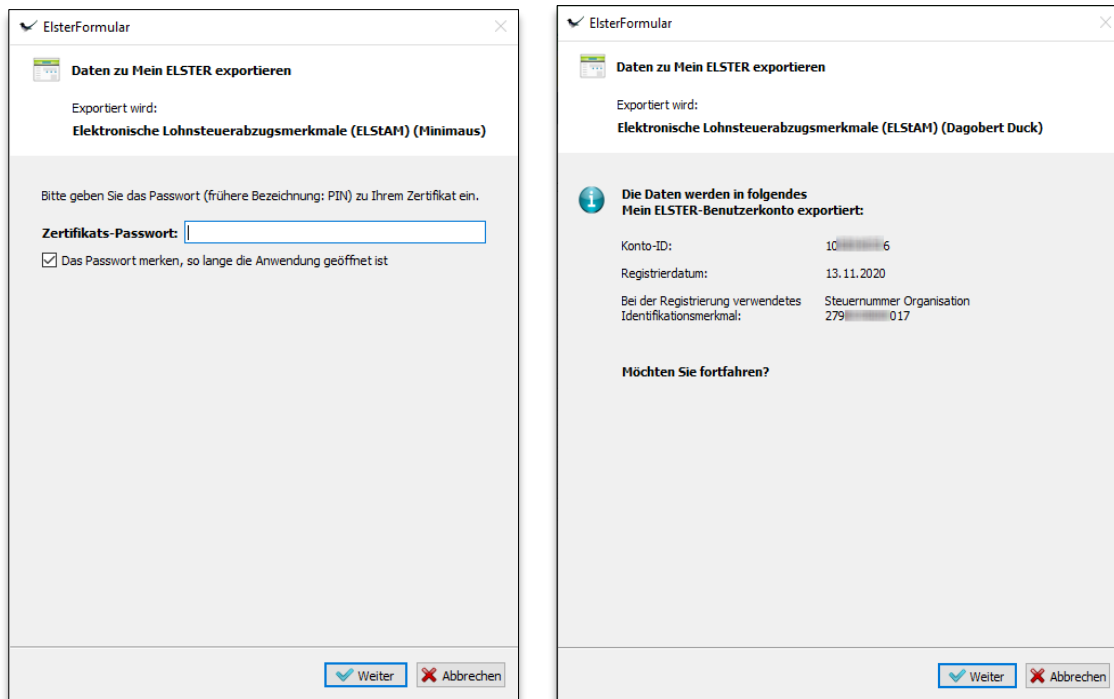 ElsterFormular
Daten zu Mein ELSTER exportieren
Exportiert wird:
Elektronische Lohnsteuerabzugsmerkmale (ELStAM) (Minimaus)
Bitte geben Sie das Passwort (frühere Bezeichnung: PIN) zu Ihrem Zertifikat ein.
Zertifikats-Passwort:
Das Passwort merken, so lange die Anwendung geöffnet ist
Weiter
Abbrechen
ElsterFormular
Daten zu Mein ELSTER exportieren
Exportiert wird:
Elektronische Lohnsteuerabzugsmerkmale (ELStAM) (Dagobert Duck)
Die Daten werden in folgendes
Mein ELSTER-Benutzerkonto exportiert:
Konto-ID: 10 6
Registrierdatum: 13.11.2020
Bei der Registrierung verwendetes Steuernummer Organisation
Identifikationsmerkmal: 279 017
Möchten Sie fortfahren?
Weiter
Abbrechen